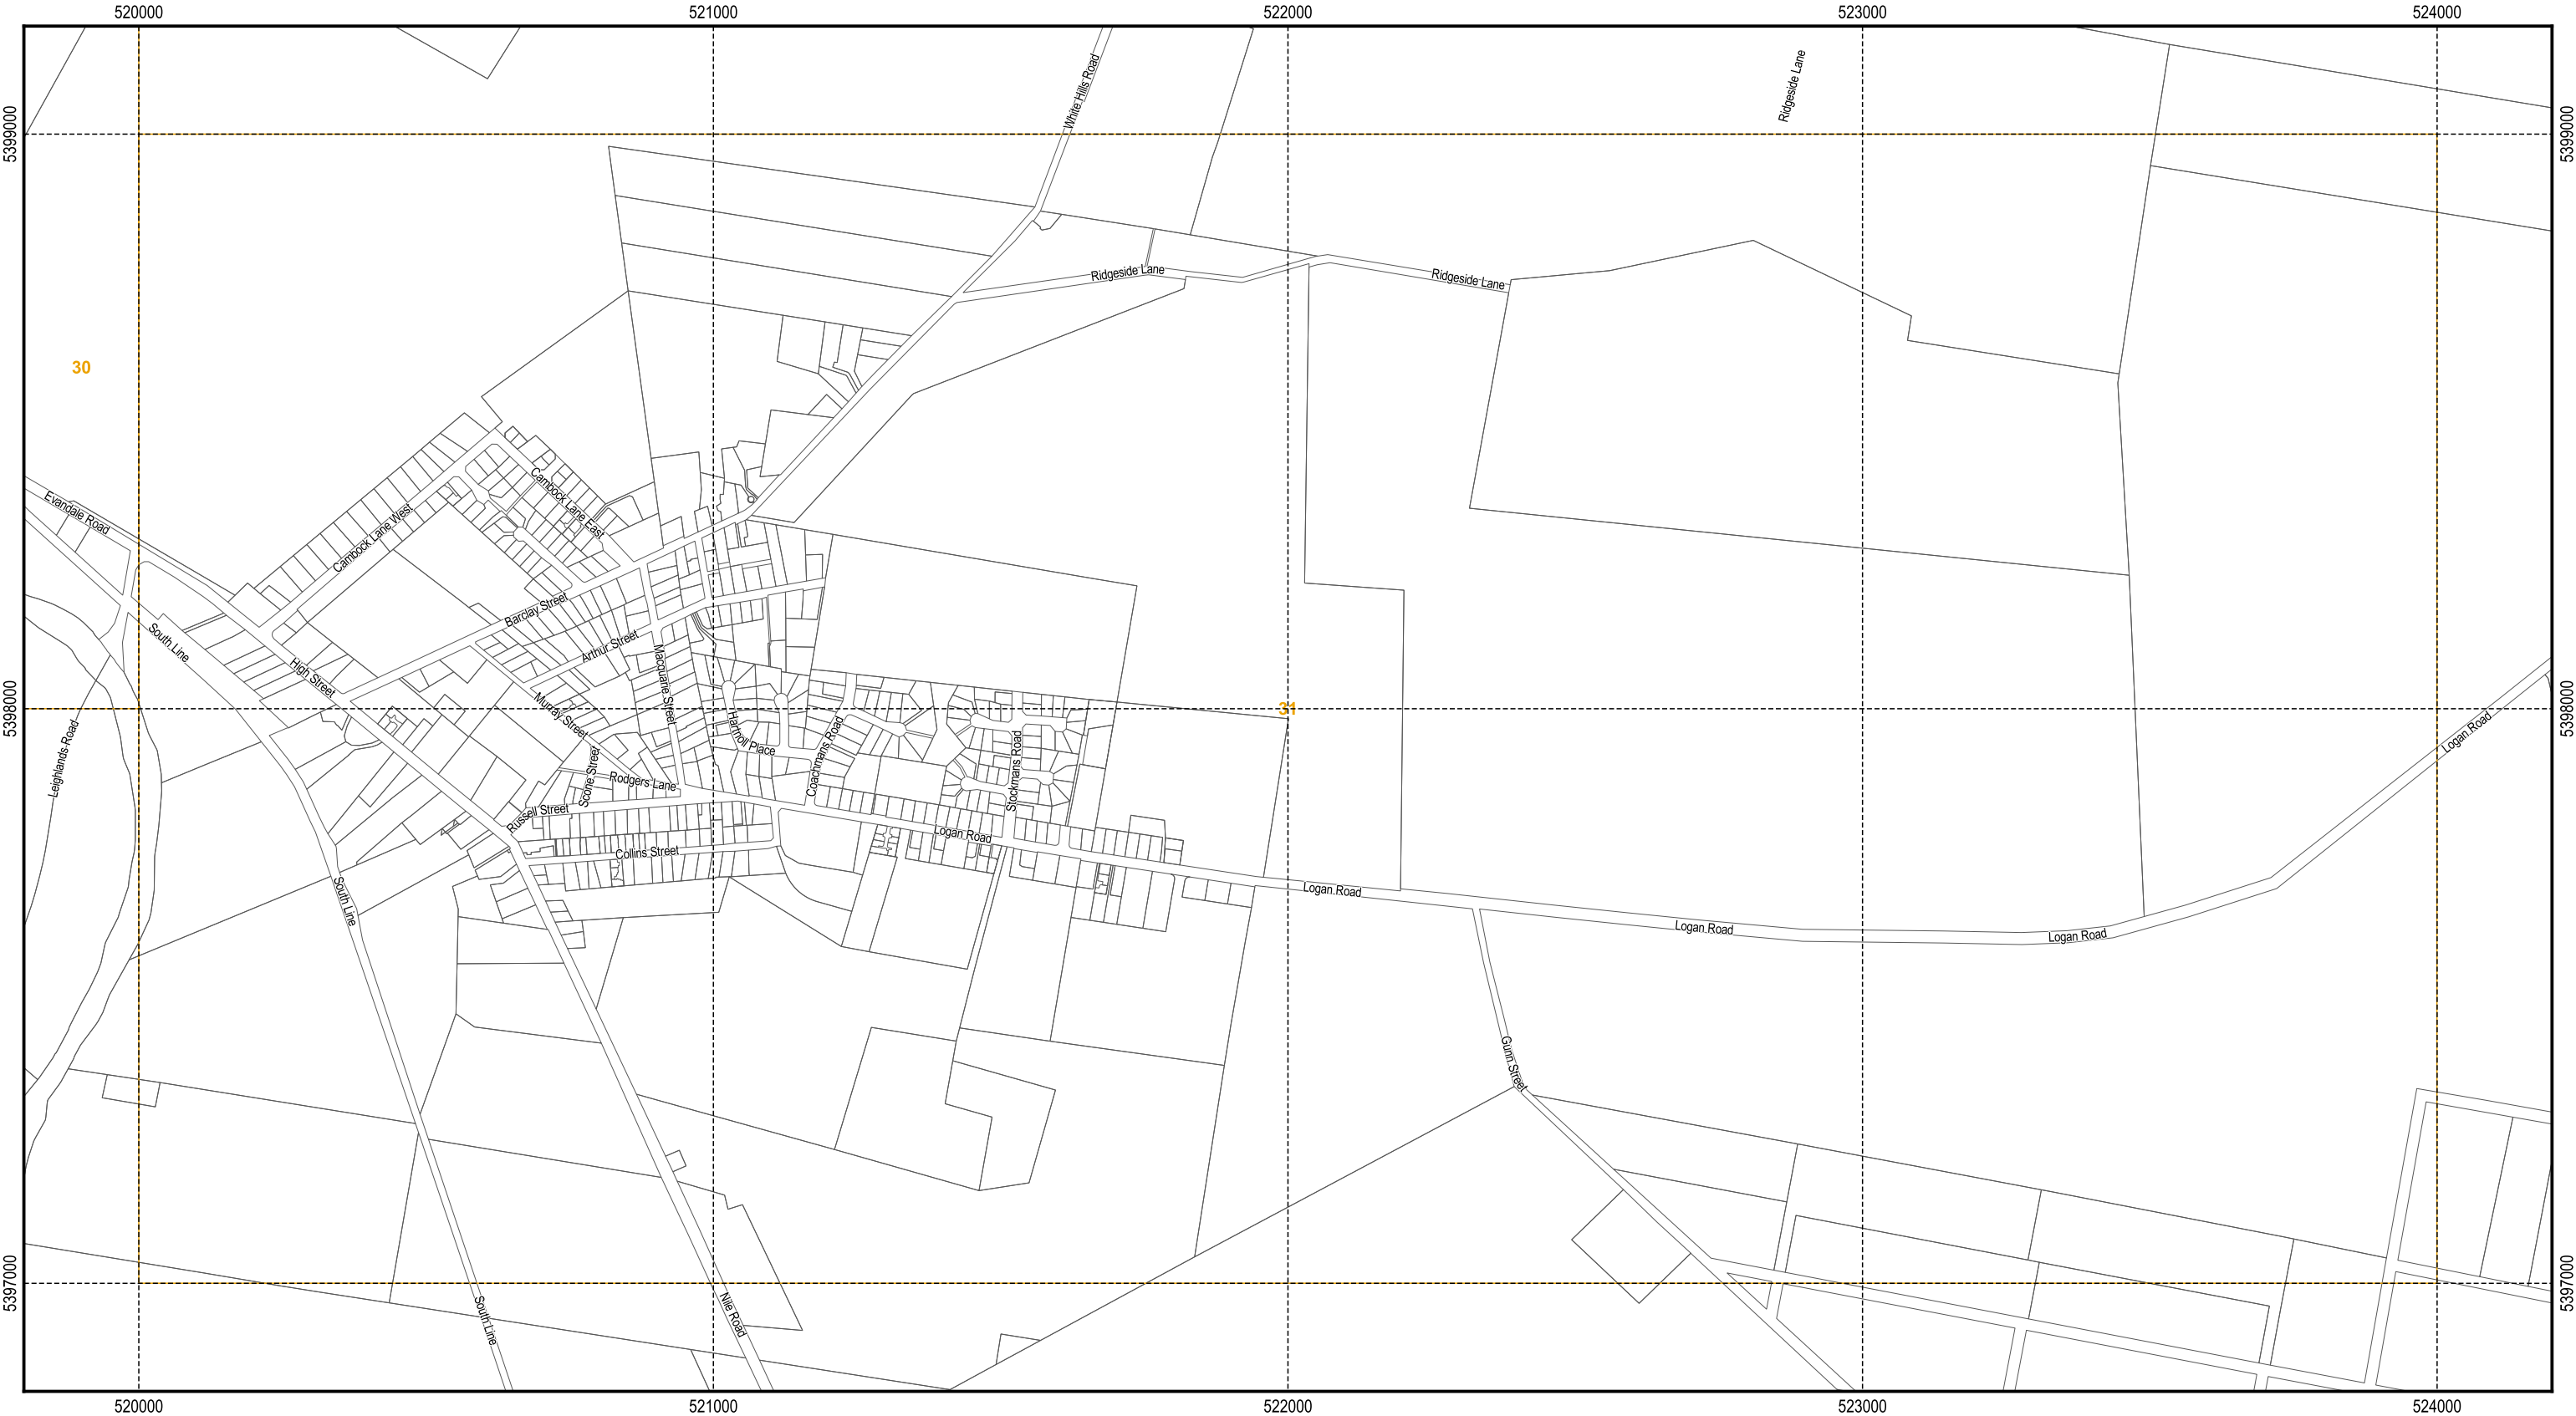 520000 521000 522000 523000 524000
White Hills Road
Ridgeside Lane
5399000 5399000
Ridgeside Lane
Ridgeside Lane
30
Evandale Road
Cambock Lane East
Cambock Lane West
Barclay Street
South Line
Arthur Street
High Street
Macquarie Street
Murray Street
5398000 31 5398000
Leighlands Road
Hartnoll Place
Coachmans Road
Stockmans Road
Logan Road
Scone Street
Rodgers Lane
Russell Street
Logan Road
Collins Street
South Line
Logan Road
Logan Road
Logan Road
Gunn Street
5397000 5397000
South Line
Nile Road
520000 521000 522000 523000 524000